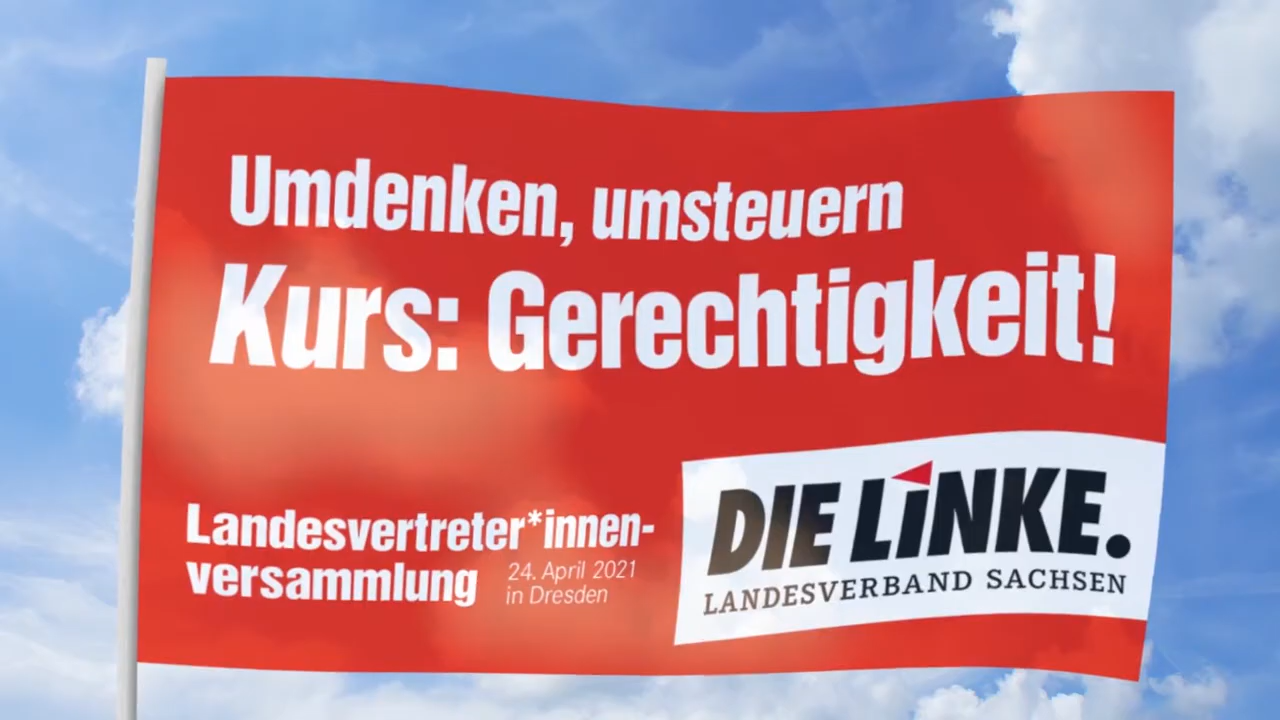 Umdenken, umsteuern
Kurs: Gerechtigkeit!
Landesvertreter*innen-
versammlung
24. April 2021
in Dresden
DIE LINKE.
LANDESVERBAND SACHSEN